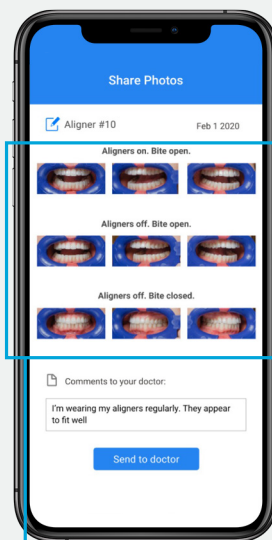 Share Photos
Aligner #10
Feb 1 2020
Aligners on. Bite open.
Aligners off. Bite open.
Aligners off. Bite closed.
Comments to your doctor:
I'm wearing my aligners regularly. They appear
to fit well
Send to doctor